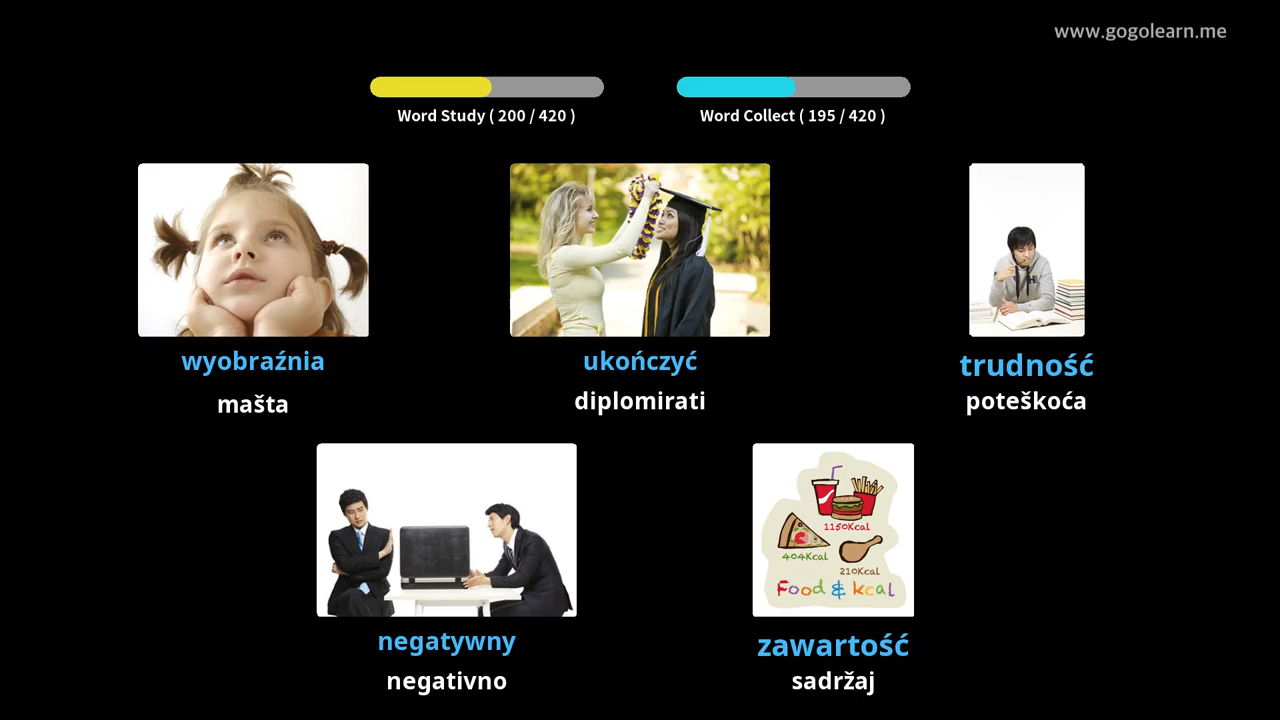 www.gogolearn.me
Word Study ( 200 / 420 )
Word Collect ( 195 / 420 )
wyobraźnia
mašta
ukończyć
diplomirati
trudność
poteškoća
negatywny
negativno
1150Kcal
404Kcal
210Kcal
Food & kcal
zawartość
sadržaj